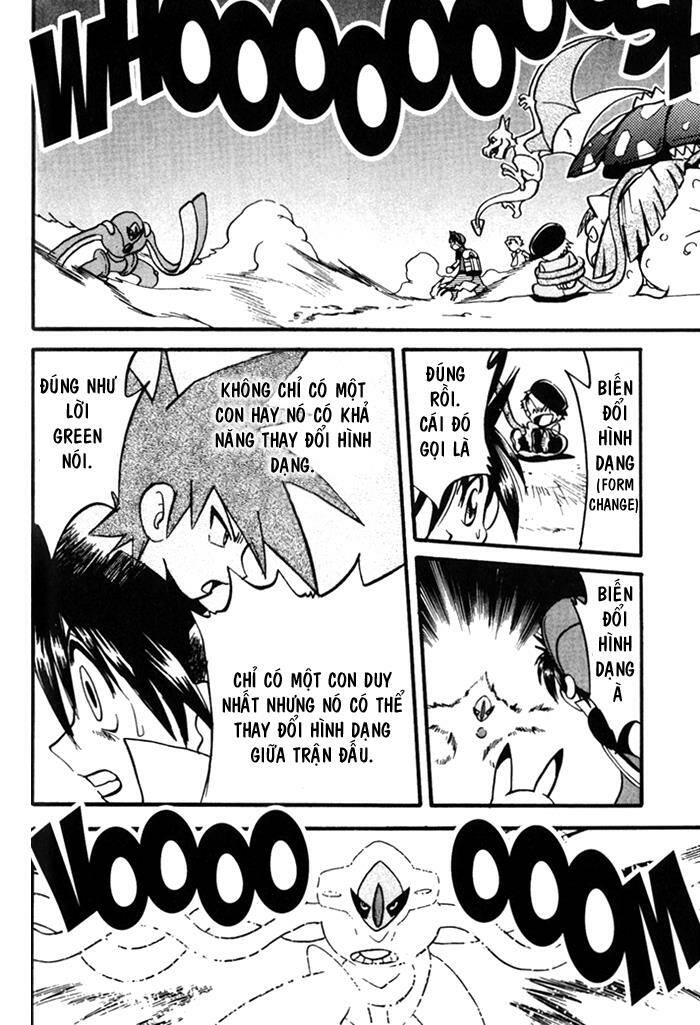 WHOOOOOOOOSH
BIẾN
ĐỔI
HÌNH
DẠNG
(FORM
CHANGE)
ĐÚNG
RỒI.
CÁI ĐÓ
GỌI LÀ
KHÔNG CHỈ CÓ MỘT
CON HAY NÓ CÓ KHẢ
NĂNG THAY ĐỔI HÌNH
DẠNG.
ĐÚNG NHƯ
LỜI
GREEN
NÓI.
BIẾN
ĐỔI
HÌNH
DẠNG
À
CHỈ CÓ MỘT CON DUY
NHẤT NHƯNG NÓ CÓ THỂ
THAY ĐỔI HÌNH DẠNG
GIỮA TRẬN ĐẤU.
VOOOO OOOM